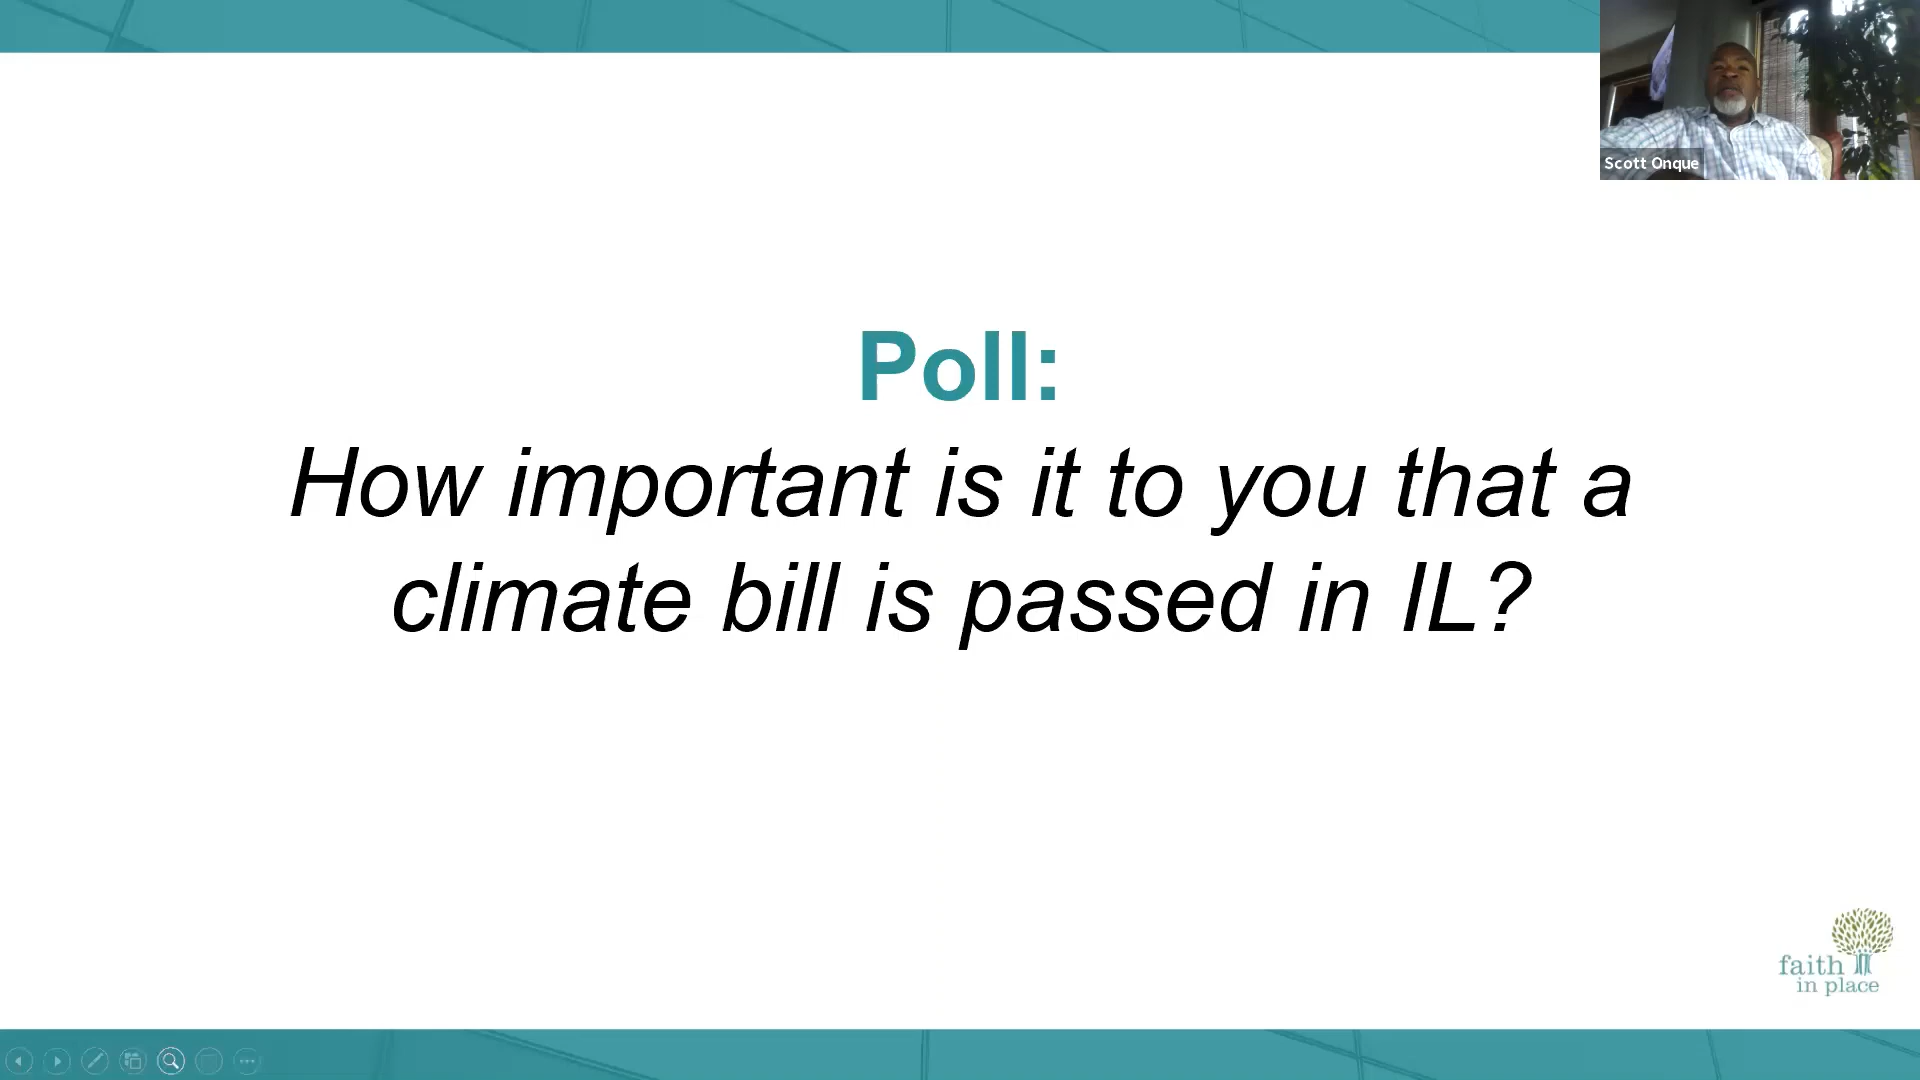 Scott Onque
Poll:
How important is it to you that a
climate bill is passed in IL?
faith
in place